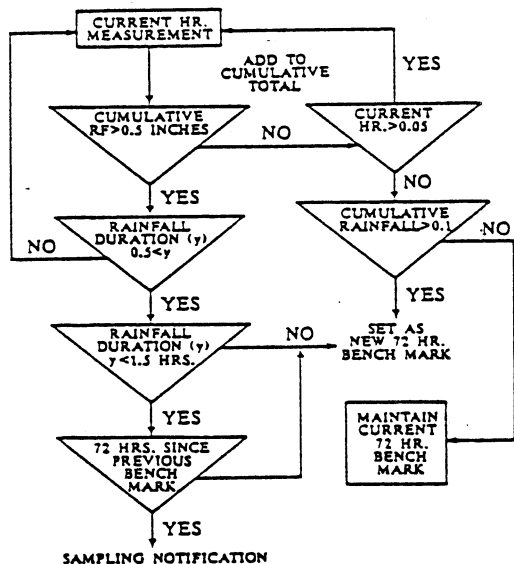 CURRENT HR.
MEASUREMENT
ADD TO
CUMULATIVE
TOTAL
YES
CUMULATIVE
RF>0.5 INCHES
NO
CURRENT
HR.>0.05
YES
NO
RAINFALL
DURATION (y)
0.5<y
NO
CUMULATIVE
RAINFALL>0.1
NO
YES
YES
RAINFALL
DURATION (y)
y<1.5 HRS.
NO
SET AS
NEW 72 HR.
BENCH MARK
YES
72 HRS. SINCE
PREVIOUS
BENCH
MARK
MAINTAIN
CURRENT
72 HR.
BENCH
MARK
YES
SAMPLING NOTIFICATION